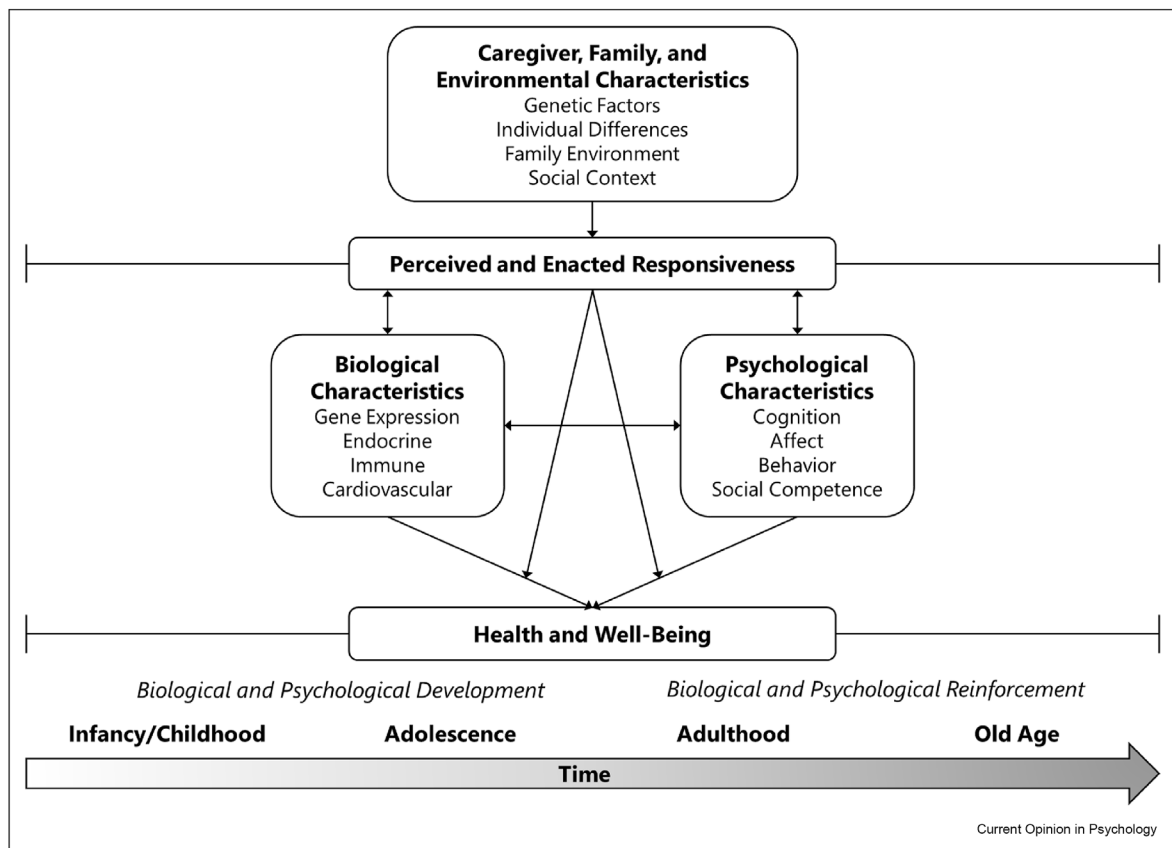 Caregiver, Family, and
Environmental Characteristics
Genetic Factors
Individual Differences
Family Environment
Social Context
Perceived and Enacted Responsiveness
Biological
Characteristics
Gene Expression
Endocrine
Immune
Cardiovascular
Psychological
Characteristics
Cognition
Affect
Behavior
Social Competence
Health and Well-Being
Biological and Psychological Development
Biological and Psychological Reinforcement
Infancy/Childhood
Adolescence
Adulthood
Old Age
Time
Current Opinion in Psychology